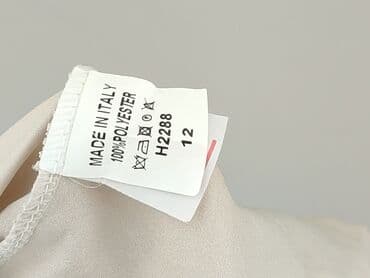 MADE IN ITALY
100%POLYESTER
H2288
12